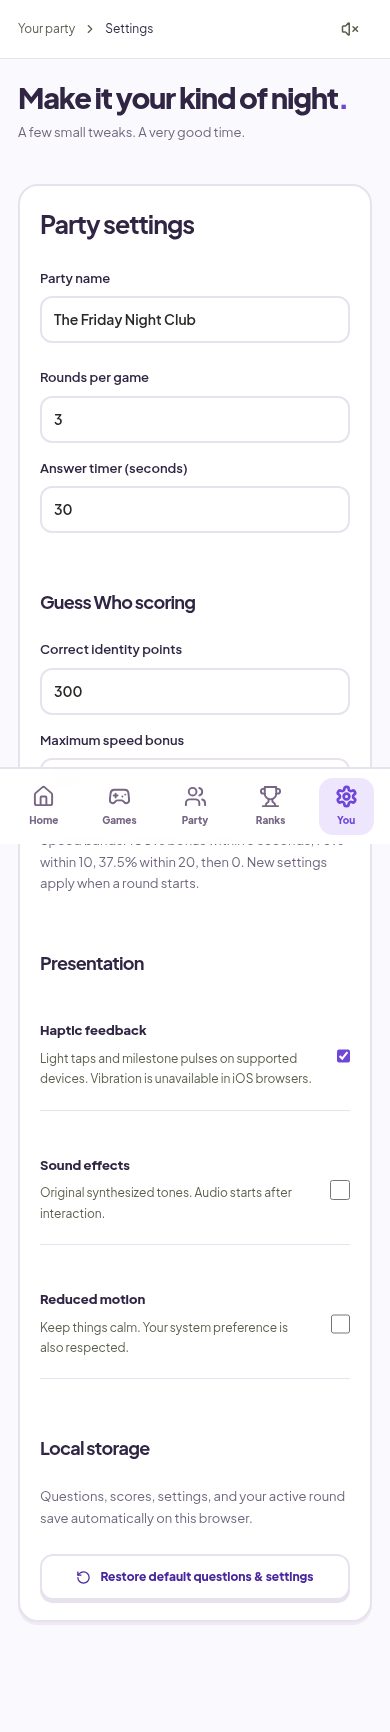 Your party > Settings
Make it your kind of night.
A few small tweaks. A very good time.
Party settings
Party name
The Friday Night Club
Rounds per game
3
Answer timer (seconds)
30
Guess Who scoring
Correct identity points
300
Maximum speed bonus
Home
Games
Party
Ranks
You
within 10, 37.5% within 20, then 0. New settings
apply when a round starts.
Presentation
Haptic feedback
Light taps and milestone pulses on supported
devices. Vibration is unavailable in iOS browsers.
Sound effects
Original synthesized tones. Audio starts after
interaction.
Reduced motion
Keep things calm. Your system preference is
also respected.
Local storage
Questions, scores, settings, and your active round
save automatically on this browser.
Restore default questions & settings